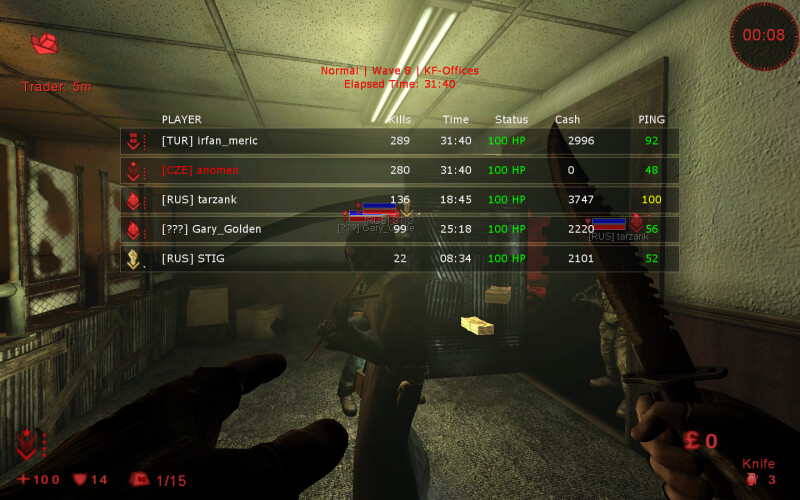 00:08
Trader: 5m
Normal | Wave 8 | KF-Offices
Elapsed Time: 31:40
PLAYER Kills Time Status Cash PING
[TUR] irfan_meric 289 31:40 100 HP 2996 92
[CZE] anomen 280 31:40 100 HP 0 48
[RUS] tarzank 136 18:45 100 HP 3747 100
[???] Gary_Golden 99 25:18 100 HP 2220 56
[RUS] STIG 22 08:34 100 HP 2101 52
[RUS] STIG
[???] Gary_Golden
[RUS] tarzank
£ 0
Knife
3
100 14 1/15